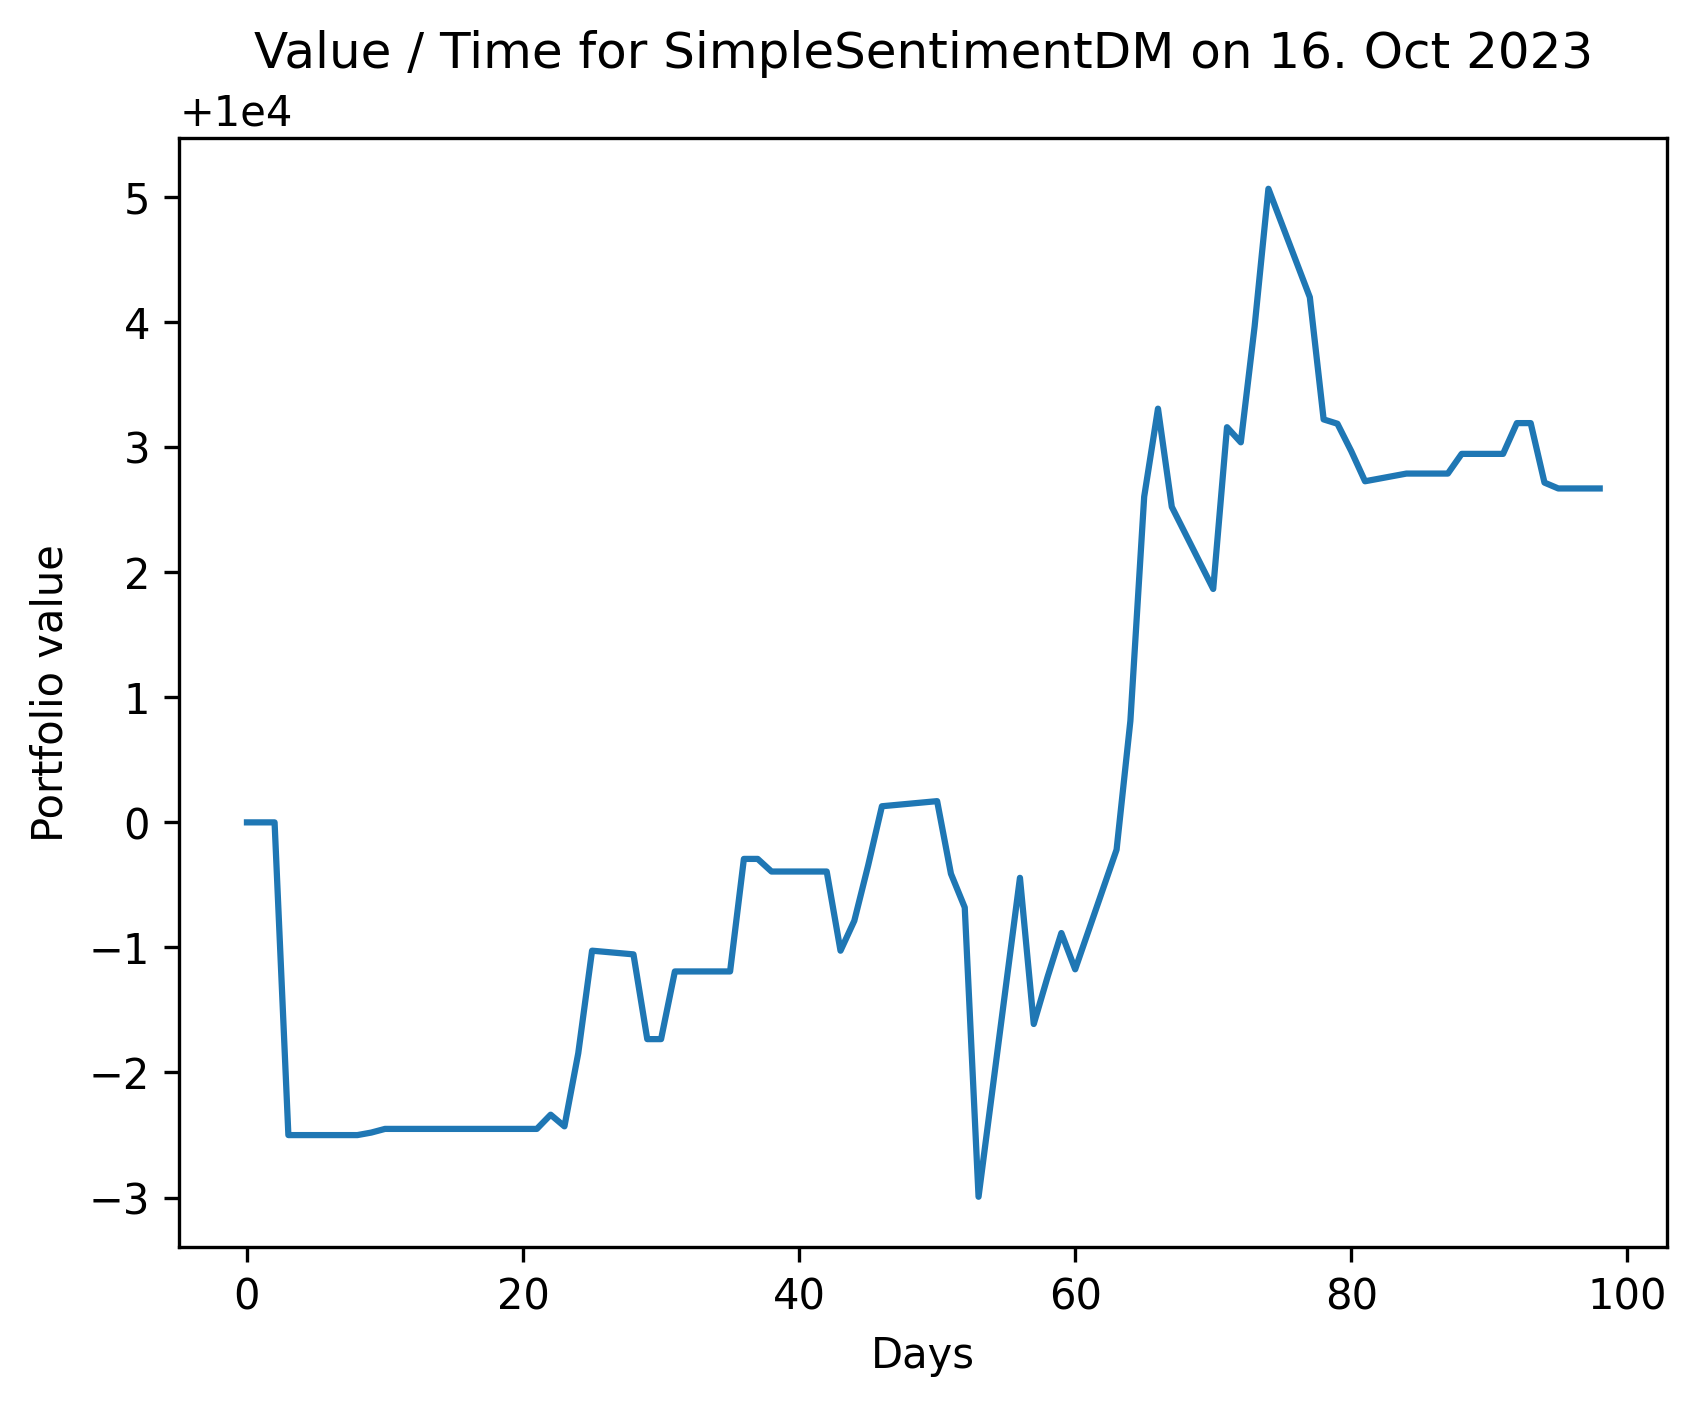 Value / Time for SimpleSentimentDM on 16. Oct 2023
+1e4
5
4
3
2
1
0
−1
−2
−3
Portfolio value
0 20 40 60 80 100
Days